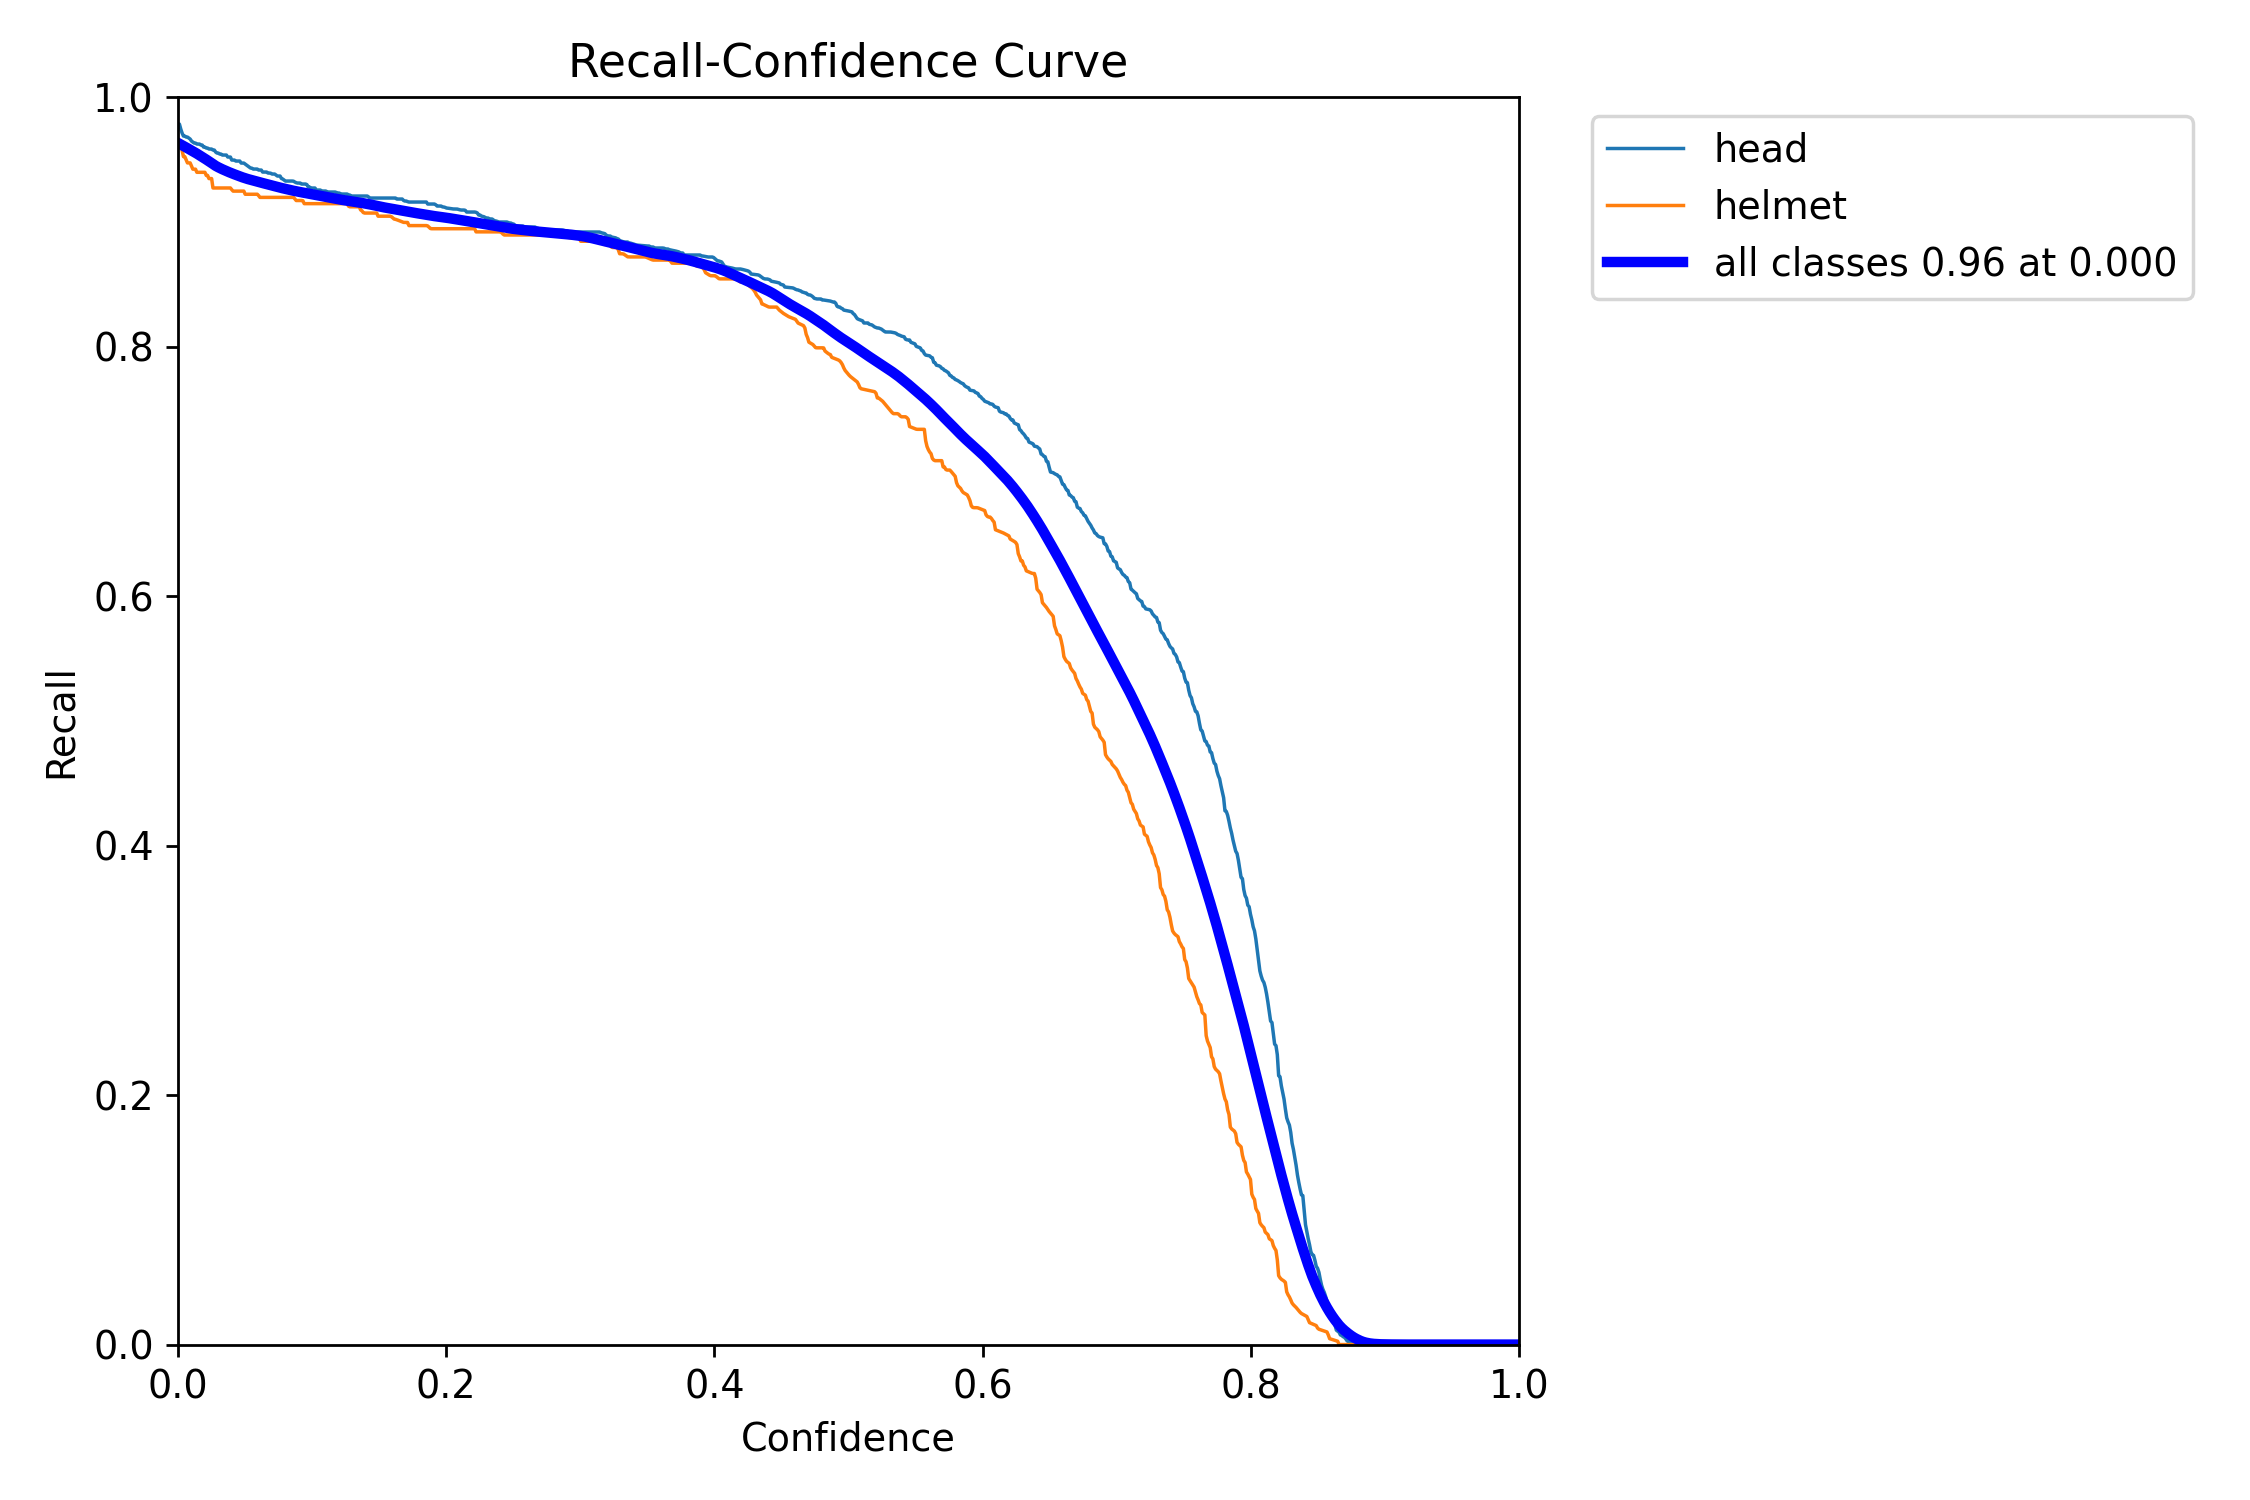 Recall-Confidence Curve
1.0
0.8
0.6
0.4
0.2
0.0
Recall
0.0 0.2 0.4 0.6 0.8 1.0
Confidence
head
helmet
all classes 0.96 at 0.000